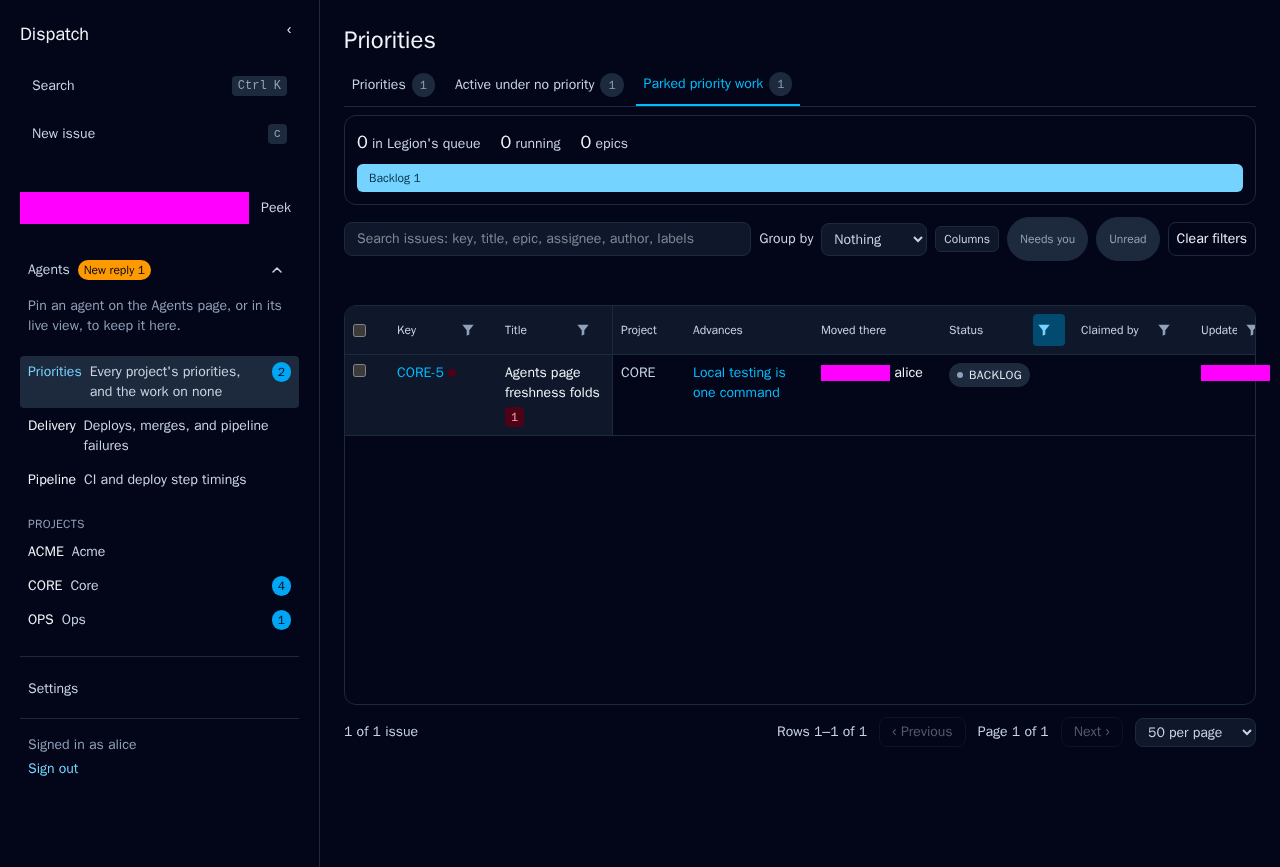 Dispatch
‹
Search
Ctrl K
New issue
C
Peek
Agents
New reply 1
Pin an agent on the Agents page, or in its
live view, to keep it here.
Priorities
Every project's priorities,
and the work on none
2
Delivery
Deploys, merges, and pipeline
failures
Pipeline
CI and deploy step timings
PROJECTS
ACME Acme
CORE Core
4
OPS Ops
1
Settings
Signed in as alice
Sign out
Priorities
Priorities 1
Active under no priority 1
Parked priority work 1
0 in Legion's queue
0 running
0 epics
Backlog 1
Search issues: key, title, epic, assignee, author, labels
Group by
Nothing
Columns
Needs you
Unread
Clear filters
Key
Title
Project
Advances
Moved there
Status
Claimed by
Update
CORE-5
Agents page
freshness folds
1
CORE
Local testing is
one command
alice
BACKLOG
1 of 1 issue
Rows 1–1 of 1
‹ Previous
Page 1 of 1
Next ›
50 per page